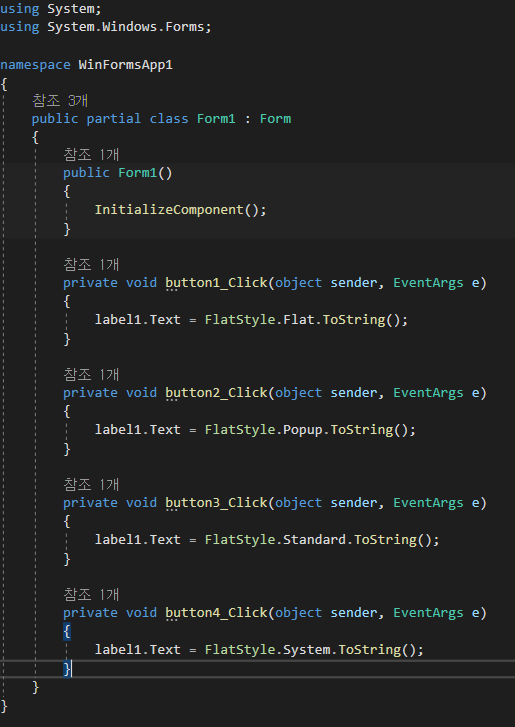 using System;
using System.Windows.Forms;
namespace WinFormsApp1
{
참조 3개
public partial class Form1 : Form
{
참조 1개
public Form1()
{
InitializeComponent();
}
참조 1개
private void button1_Click(object sender, EventArgs e)
{
label1.Text = FlatStyle.Flat.ToString();
}
참조 1개
private void button2_Click(object sender, EventArgs e)
{
label1.Text = FlatStyle.Popup.ToString();
}
참조 1개
private void button3_Click(object sender, EventArgs e)
{
label1.Text = FlatStyle.Standard.ToString();
}
참조 1개
private void button4_Click(object sender, EventArgs e)
{
label1.Text = FlatStyle.System.ToString();
}
}
}